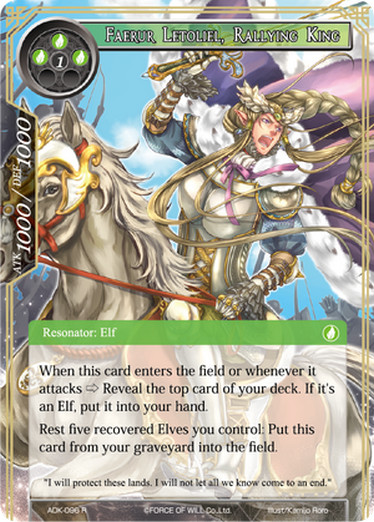 Faerur Letoliel, Rallying King
1
ATK 1000 / DEF 1000
Resonator: Elf
When this card enters the field or whenever it
attacks ⇨ Reveal the top card of your deck. If it's
an Elf, put it into your hand.
Rest five recovered Elves you control: Put this
card from your graveyard into the field.
"I will protect these lands. I will not let all we know come to an end."
ADK-096 R ©FORCE OF WILL Co.,Ltd. Illust/Kamijo Roro